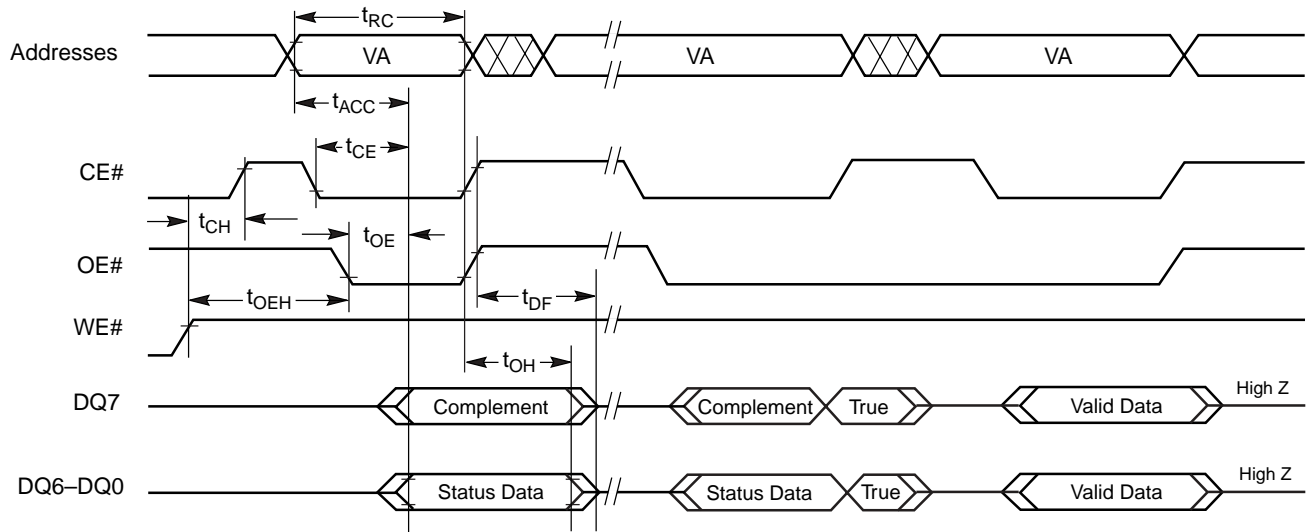 tRC
Addresses VA VA VA
tACC
tCE
CE#
tCH tOE
OE#
tOEH tDF
WE#
tOH
DQ7 Complement Complement True Valid Data High Z
DQ6–DQ0 Status Data Status Data True Valid Data High Z